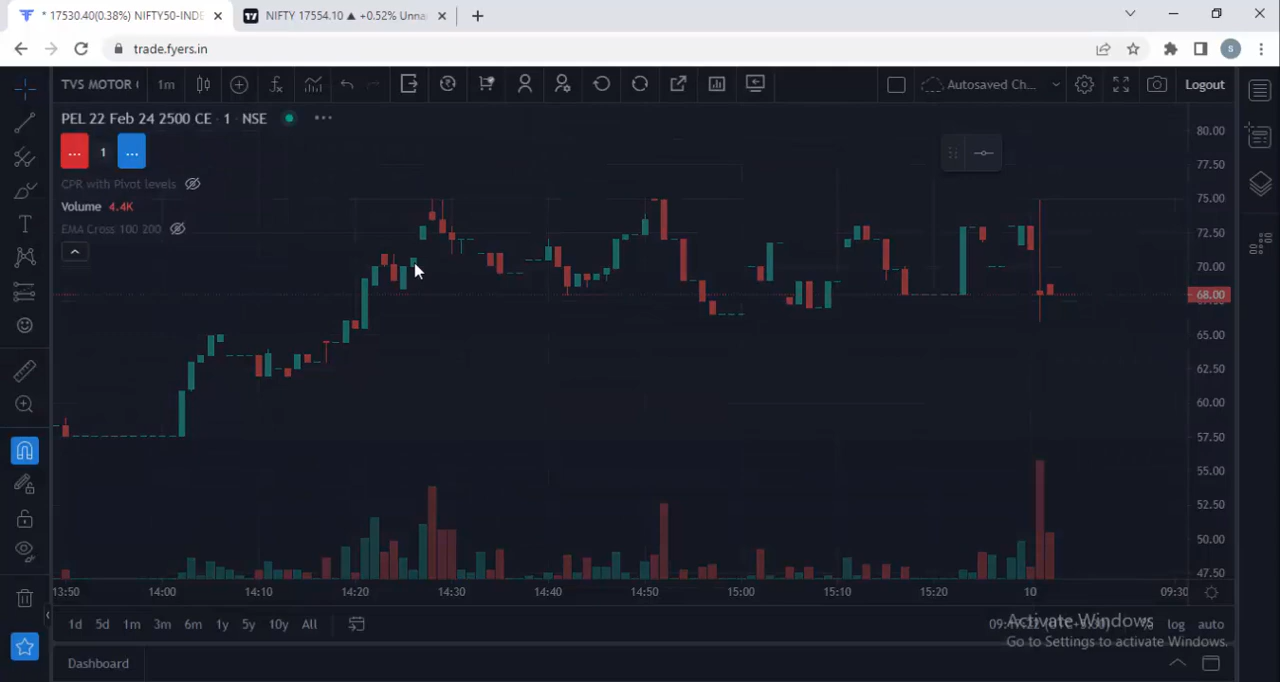 * 17530.40(0.38%) NIFTY50-INDE
NIFTY 17554.10 ▲ +0.52% Unna
trade.fyers.in
S
TVS MOTOR
1m
Autosaved Ch...
Logout
PEL 22 Feb 24 2500 CE · 1 · NSE
...
1
...
CPR with Pivot levels
Volume 4.4K
EMA Cross 100 200
80.00
77.50
75.00
72.50
70.00
68.00
65.00
62.50
60.00
57.50
55.00
52.50
50.00
47.50
13:50 14:00 14:10 14:20 14:30 14:40 14:50 15:00 15:10 15:20 10 09:30
1d 5d 1m 3m 6m 1y 5y 10y All
% log auto
Activate Windows
Go to Settings to activate Windows.
Dashboard